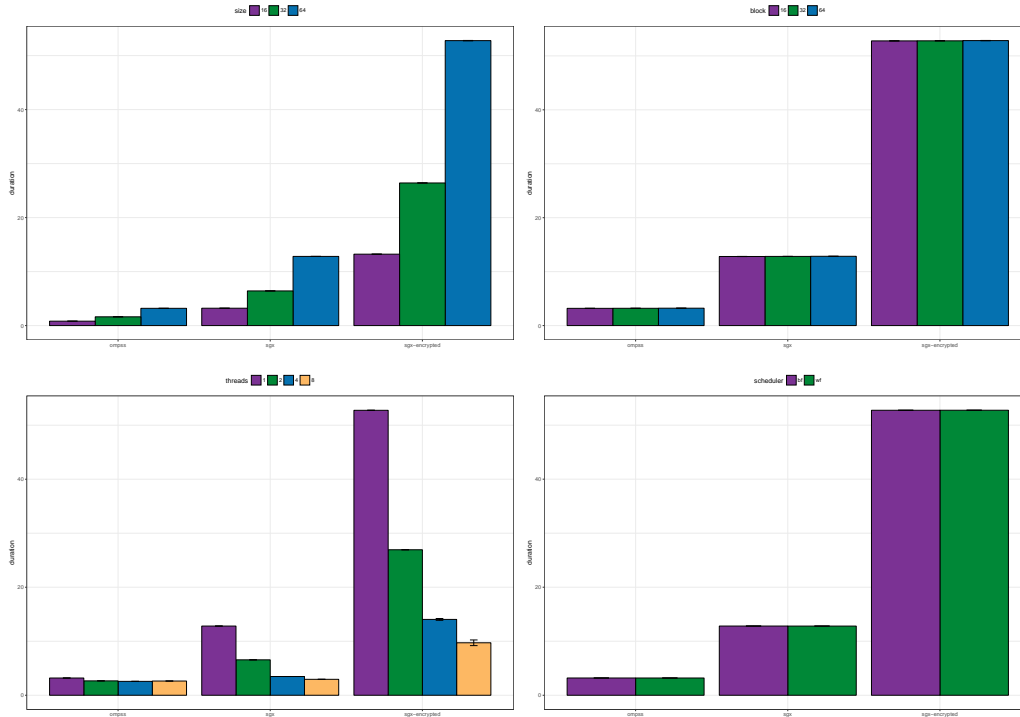 size 16 32 64
duration
40
20
0
ompss sgx sgx-encrypted
block 16 32 64
duration
40
20
0
ompss sgx sgx-encrypted
threads 1 2 4 8
duration
40
20
0
ompss sgx sgx-encrypted
scheduler bf wf
duration
40
20
0
ompss sgx sgx-encrypted